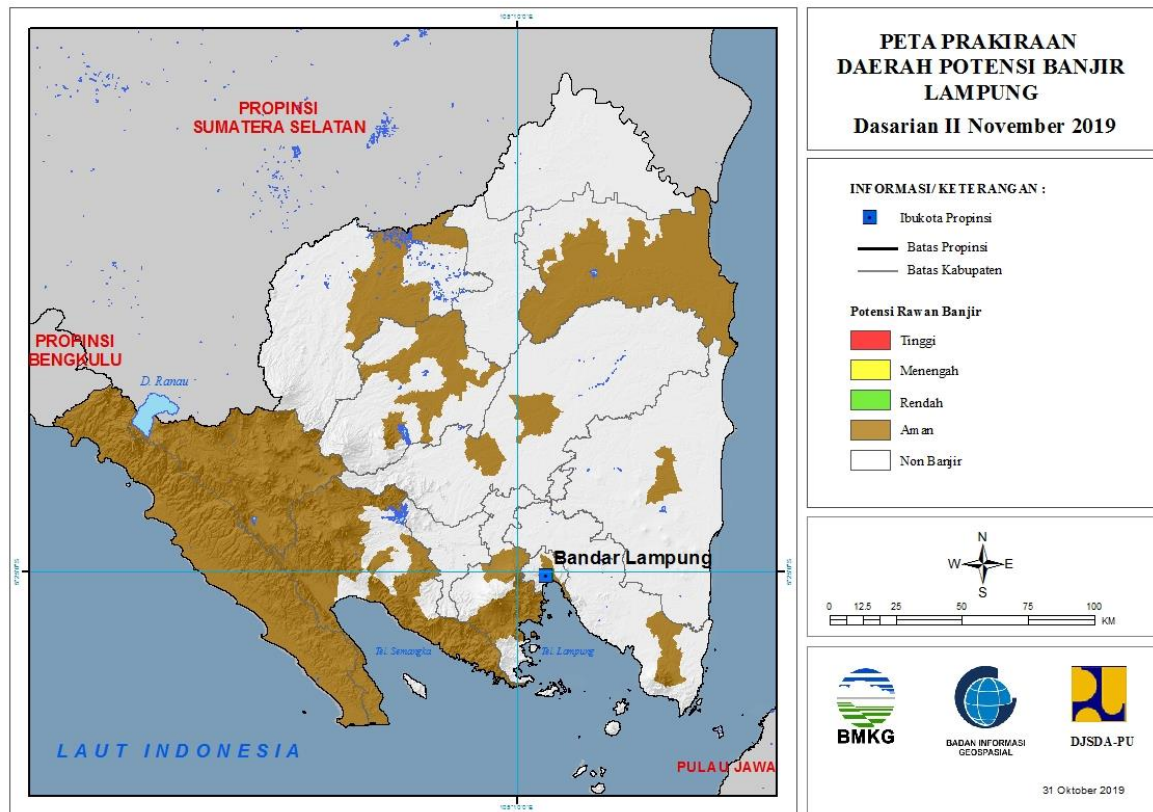 105°10'0"E
PROPINSI
SUMATERA SELATAN
PROPINSI
BENGKULU
D. Ranau
Bandar Lampung
Tel. Semangka
Tel. Lampung
LAUT INDONESIA
PULAU JAWA
PETA PRAKIRAAN
DAERAH POTENSI BANJIR
LAMPUNG
Dasarian II November 2019
INFORMASI/ KETERANGAN :
Ibukota Propinsi
Batas Propinsi
Batas Kabupaten
Potensi Rawan Banjir
Tinggi
Menengah
Rendah
Aman
Non Banjir
N
W E
S
0 12.5 25 50 75 100
KM
BMKG
BADAN INFORMASI
GEOSPASIAL
DJSDA-PU
31 Oktober 2019